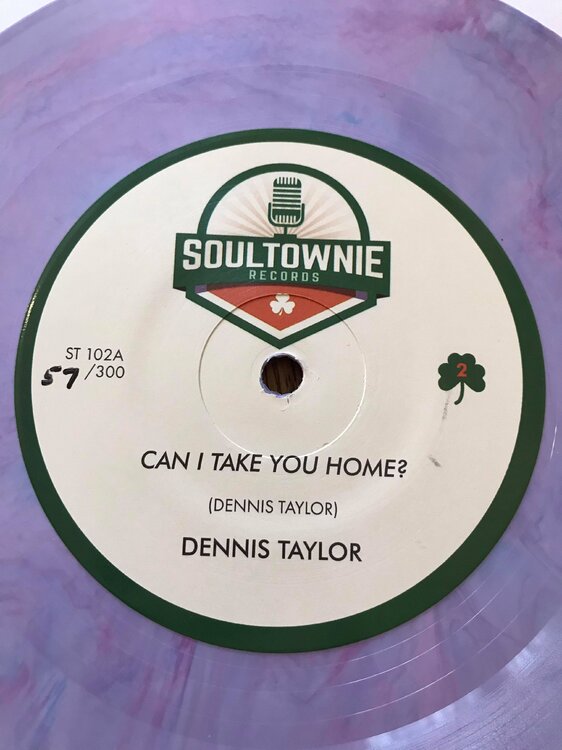 SOULTOWNIE
RECORDS
ST 102A
57/300
2
CAN I TAKE YOU HOME?
(DENNIS TAYLOR)
DENNIS TAYLOR